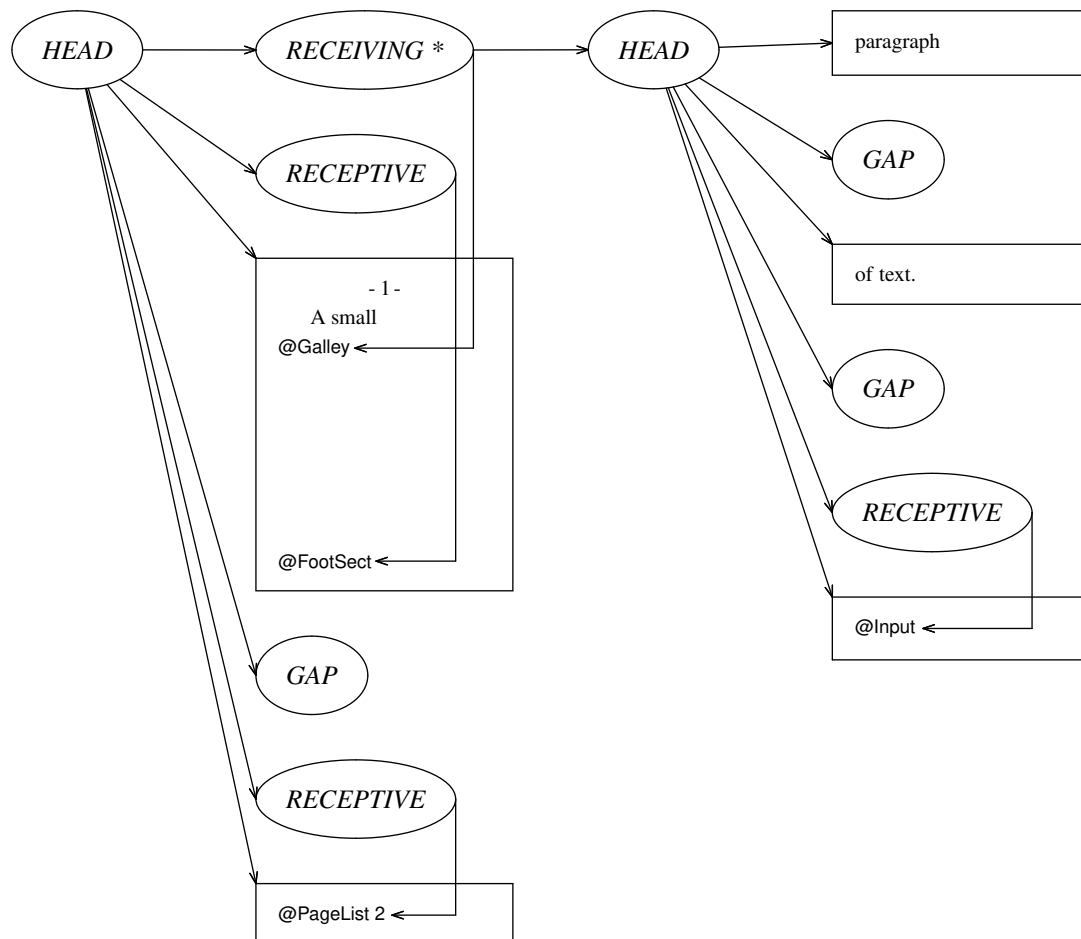 HEAD
RECEIVING *
HEAD
paragraph
RECEPTIVE
GAP
- 1 -
A small
@Galley
of text.
GAP
@FootSect
RECEPTIVE
@Input
GAP
RECEPTIVE
@PageList 2